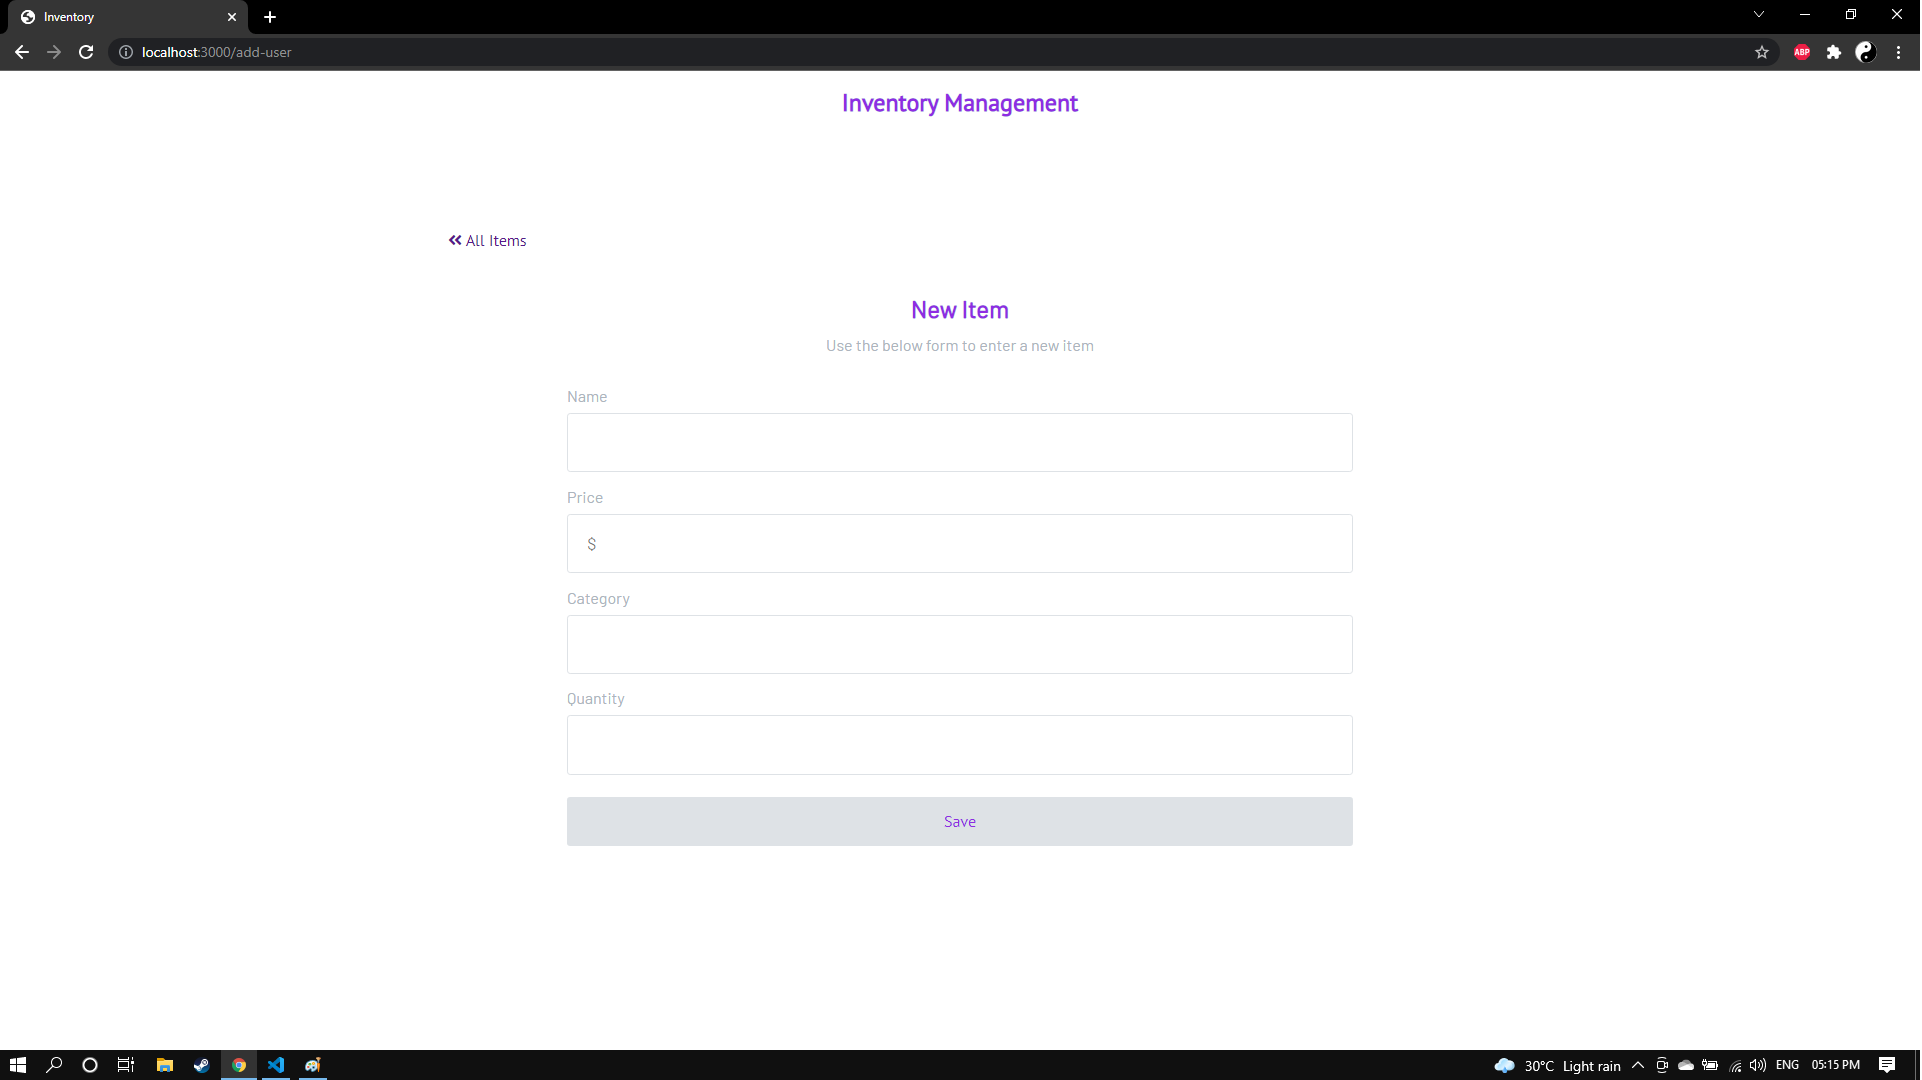 Inventory
localhost:3000/add-user
ABP
Inventory Management
All Items
New Item
Use the below form to enter a new item
Name
Price
$
Category
Quantity
Save
30°C Light rain
ENG
05:15 PM